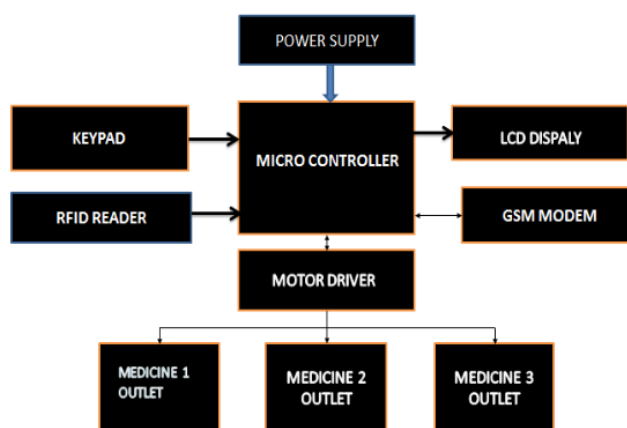 POWER SUPPLY
KEYPAD
MICRO CONTROLLER
LCD DISPALY
RFID READER
GSM MODEM
MOTOR DRIVER
MEDICINE 1
OUTLET
MEDICINE 2
OUTLET
MEDICINE 3
OUTLET